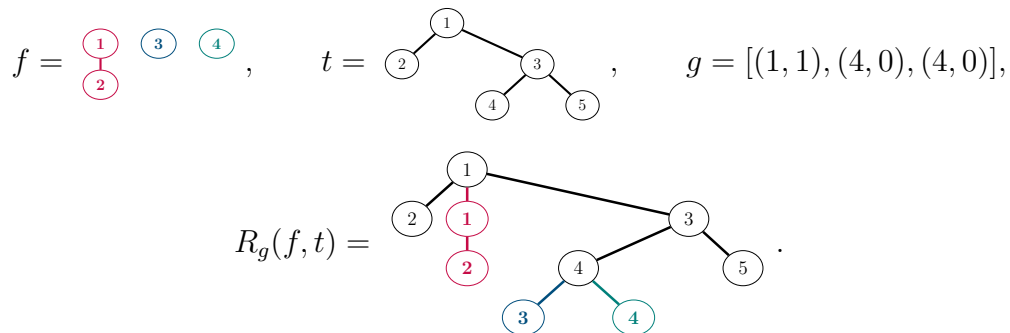 f = 1 3 4 2 , t = 1 2 3 4 5 , g = [(1, 1), (4, 0), (4, 0)],
R_g(f, t) = 1 2 1 3 2 4 5 3 4 .